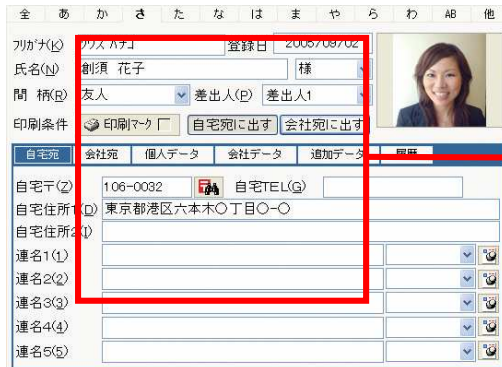 全 あ か さ た な は ま や ら わ AB 他
フリガナ(K) ソウス ハナコ 登録日 2005/09/02
氏名(N) 創須 花子 様
間 柄(R) 友人 差出人(P) 差出人1
印刷条件 印刷マーク 自宅宛に出す 会社宛に出す
自宅宛 会社宛 個人データ 会社データ 追加データ 履歴
自宅〒(Z) 106-0032 自宅TEL(G)
自宅住所1(D) 東京都港区六本木○丁目○-○
自宅住所2(I)
連名1(1)
連名2(2)
連名3(3)
連名4(4)
連名5(5)